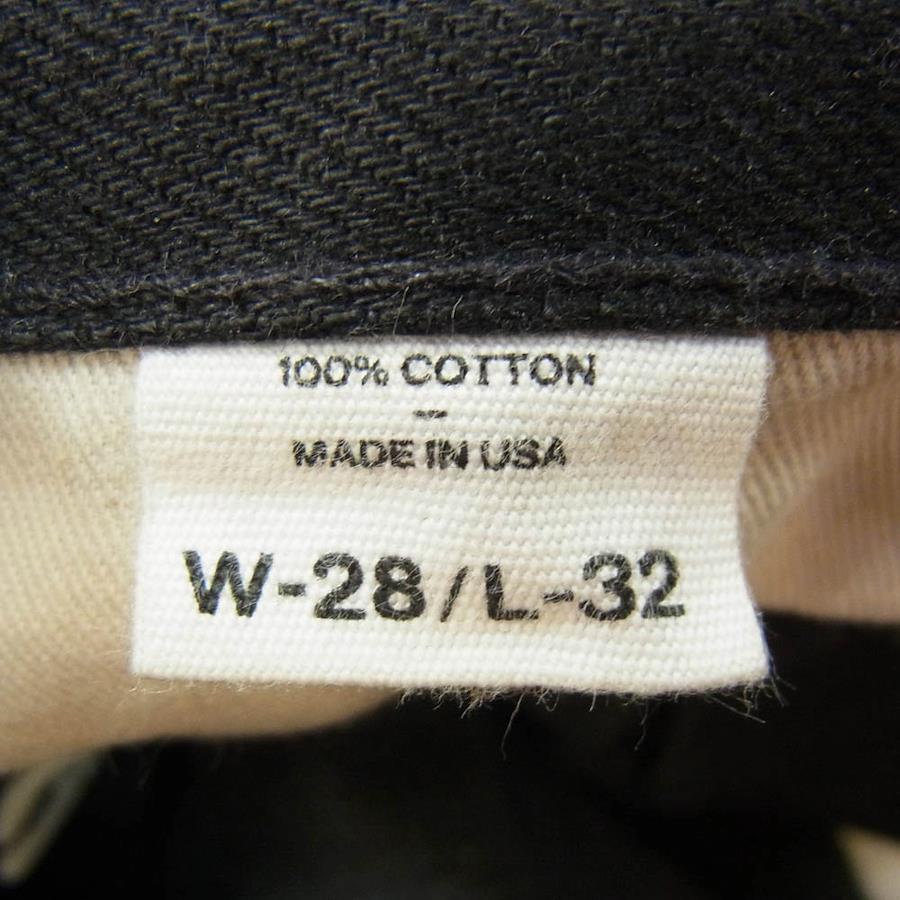 100% COTTON
–
MADE IN USA
W-28/L-32